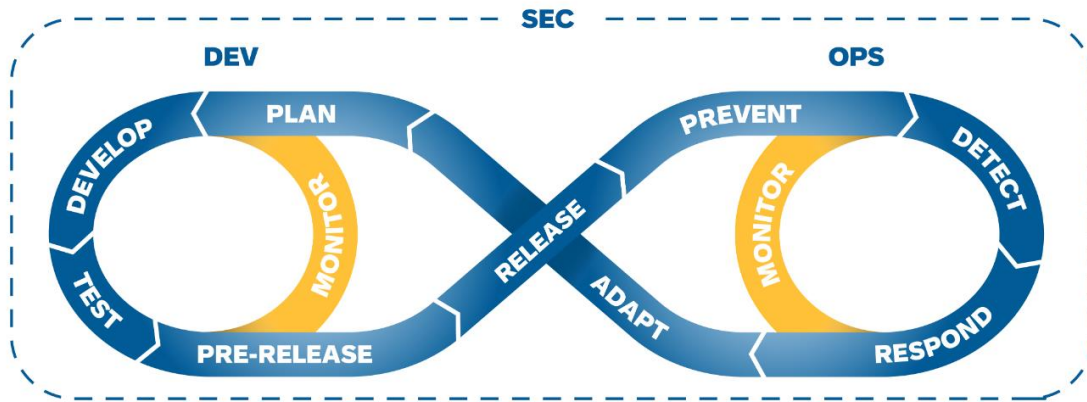 SEC
DEV
OPS
PLAN
DEVELOP
TEST
PRE-RELEASE
MONITOR
RELEASE
PREVENT
DETECT
RESPOND
MONITOR
ADAPT